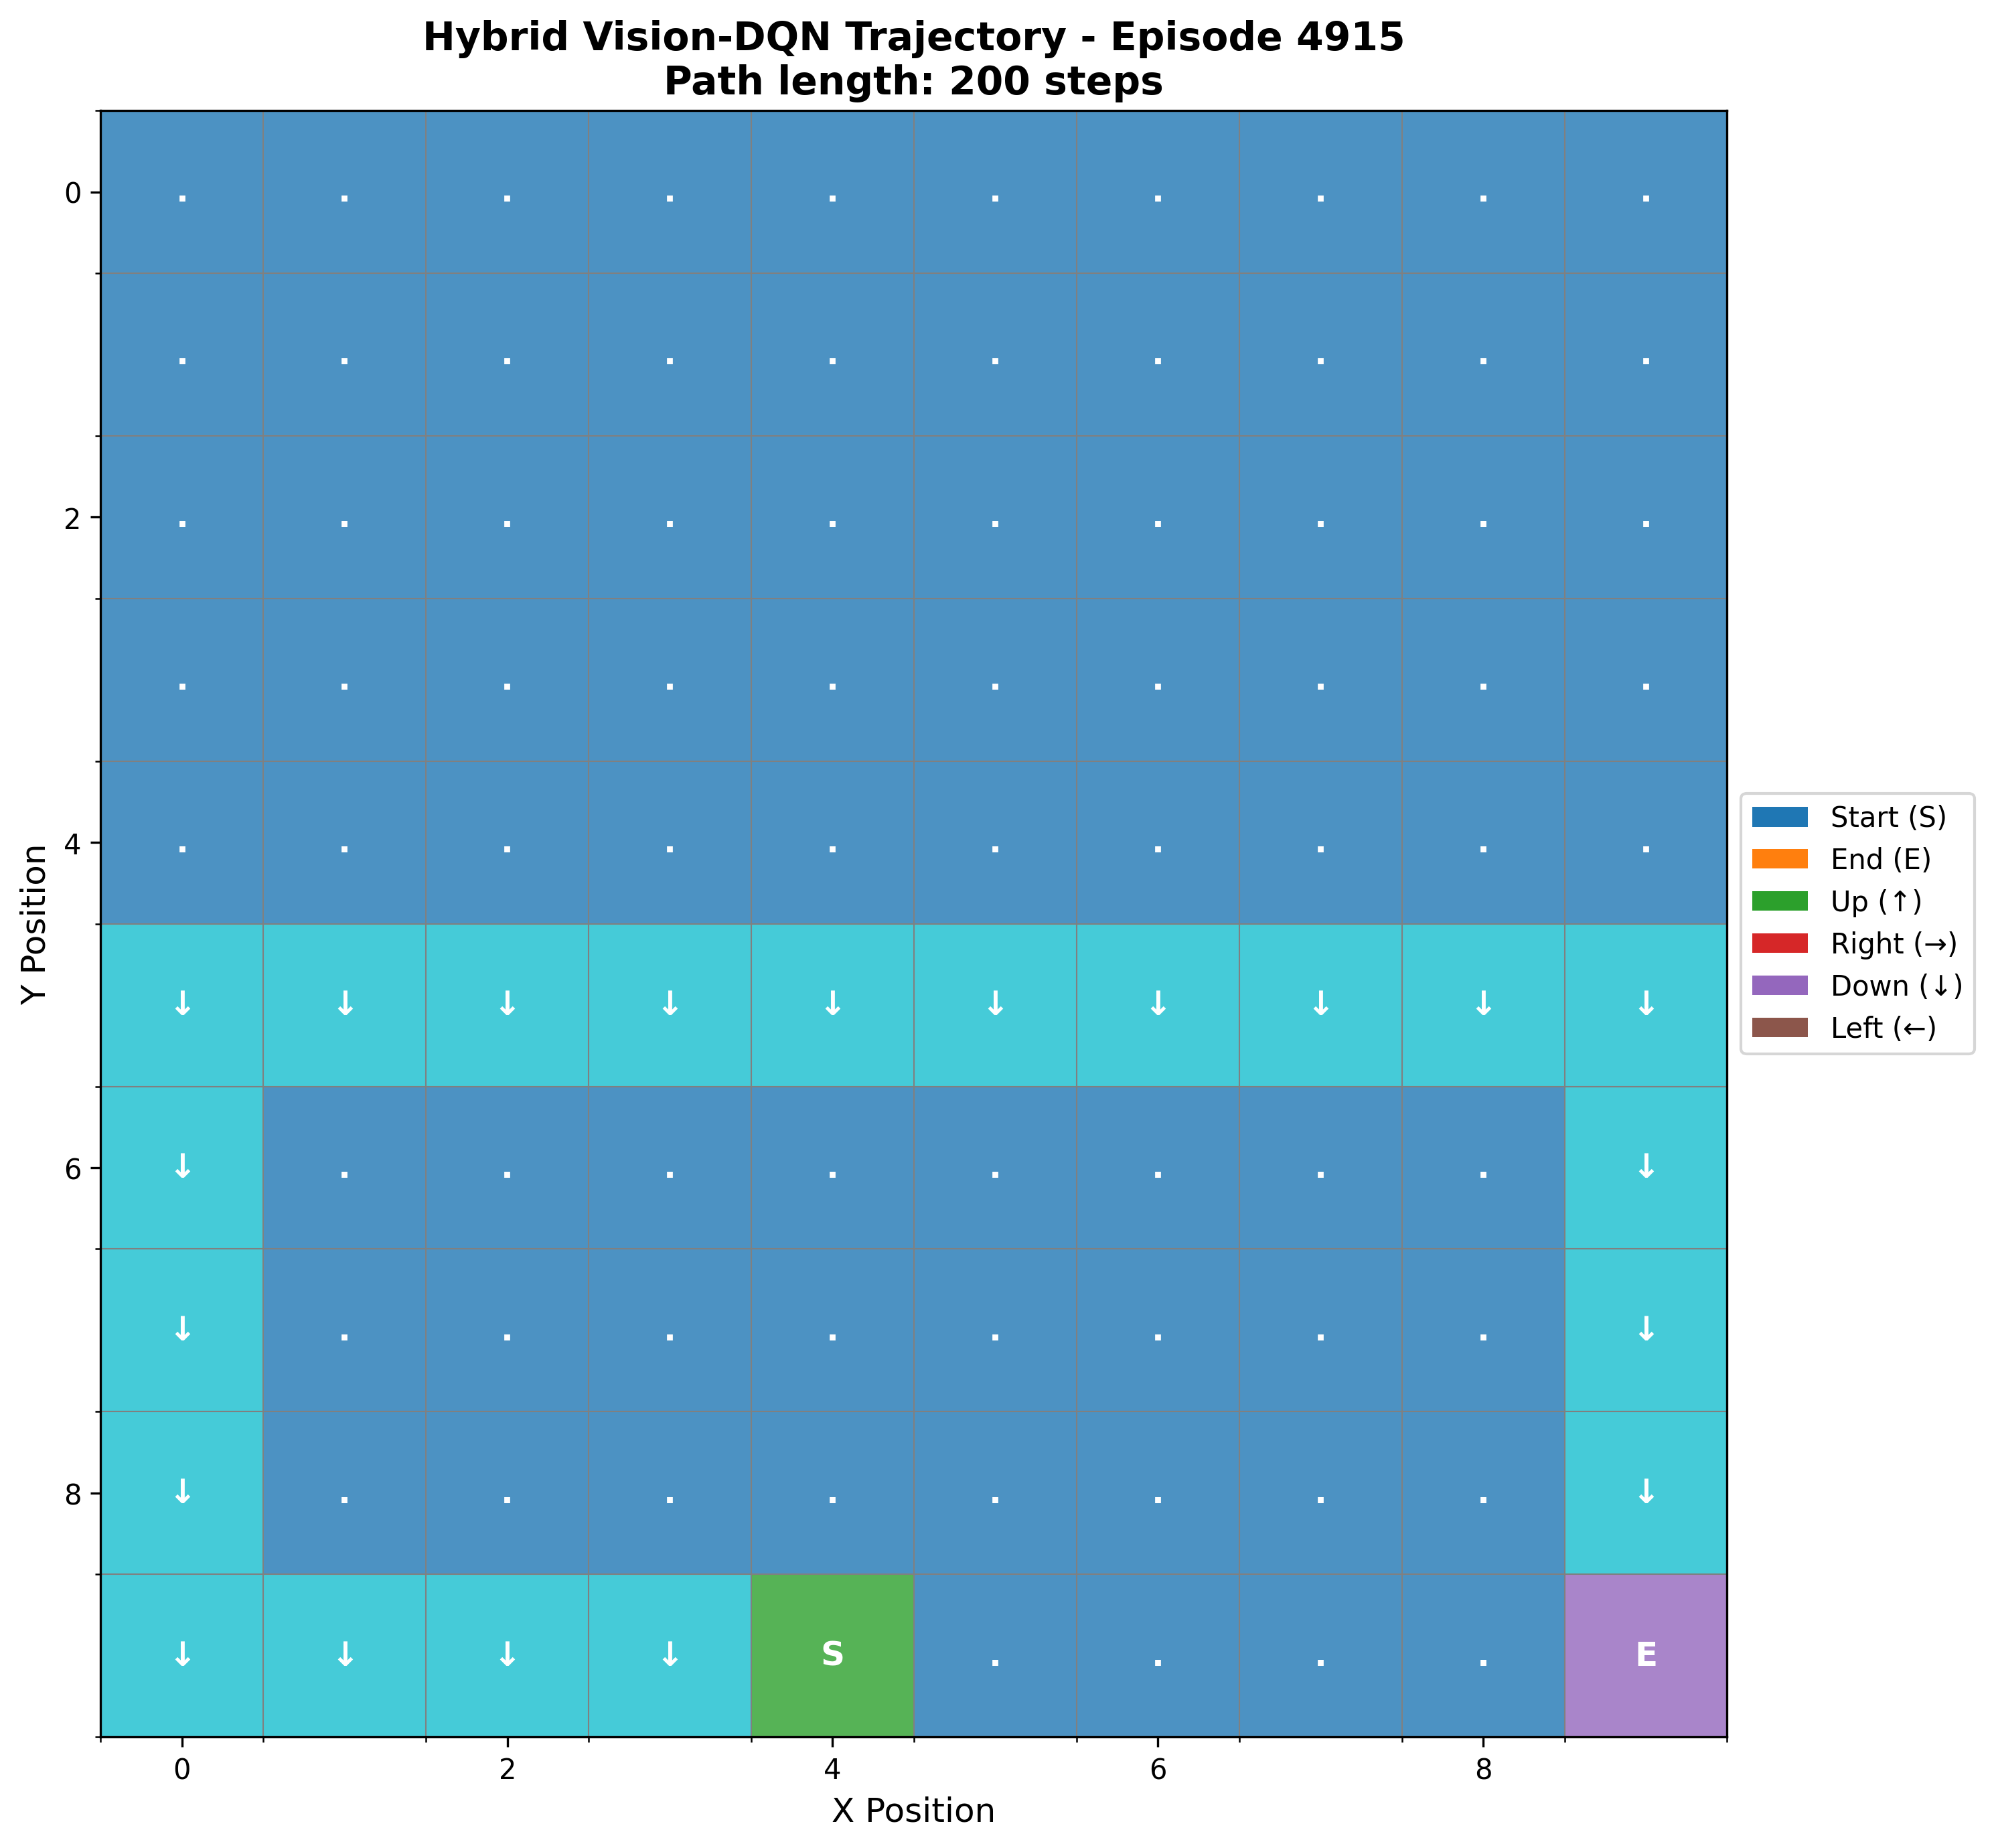 Hybrid Vision-DQN Trajectory - Episode 4915
Path length: 200 steps
0
. . . . . . . . . .
. . . . . . . . . .
2
. . . . . . . . . .
. . . . . . . . . .
4
. . . . . . . . . .
↓ ↓ ↓ ↓ ↓ ↓ ↓ ↓ ↓ ↓
6
↓ . . . . . . . . ↓
↓ . . . . . . . . ↓
8
↓ . . . . . . . . ↓
↓ ↓ ↓ ↓ S . . . . E
0 2 4 6 8
X Position
Y Position
Start (S)
End (E)
Up (↑)
Right (→)
Down (↓)
Left (←)